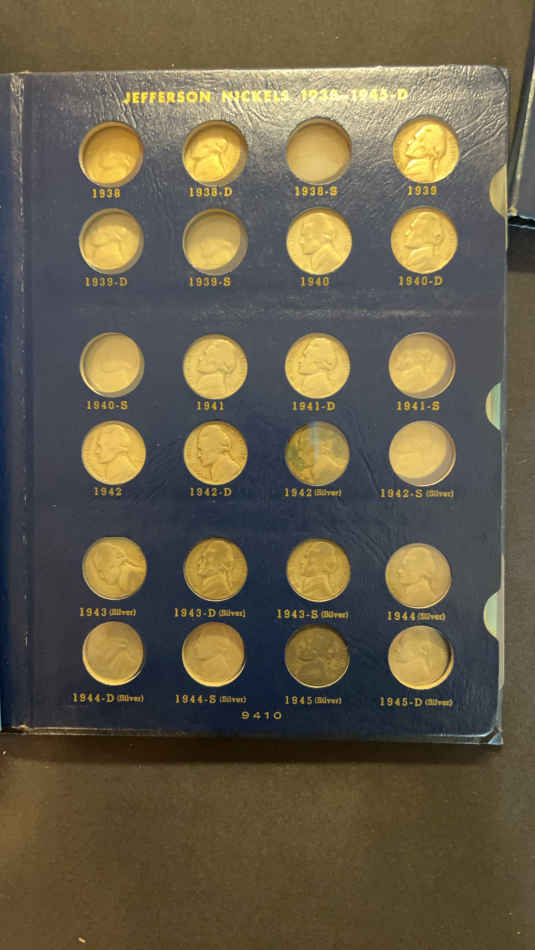 JEFFERSON NICKELS 1938-1945-D
1938 1938-D 1938-S 1939
1939-D 1939-S 1940 1940-D
1940-S 1941 1941-D 1941-S
1942 1942-D 1942 (Silver) 1942-S (Silver)
1943 (Silver) 1943-D (Silver) 1943-S (Silver) 1944 (Silver)
1944-D (Silver) 1944-S (Silver) 1945 (Silver) 1945-D (Silver)
9410